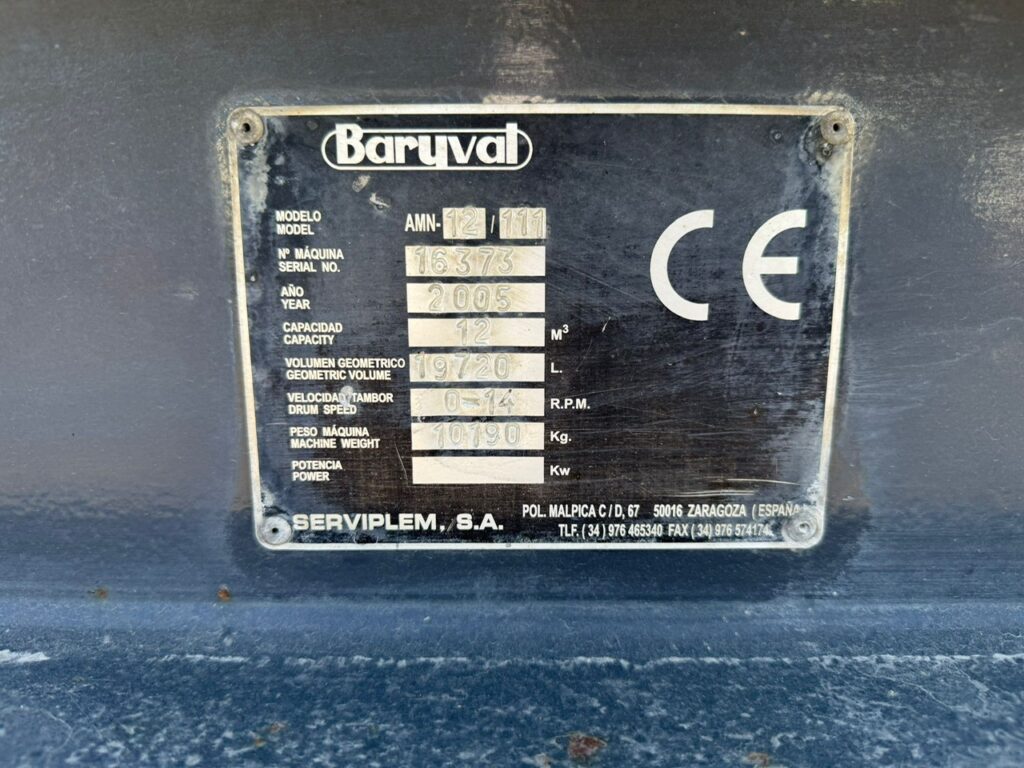 Baryval
MODELO AMN-12/111
MODEL
Nº MÁQUINA 16373
SERIAL NO.
AÑO 2005
YEAR
CAPACIDAD 12 M³
CAPACITY
VOLUMEN GEOMETRICO 19720 L.
GEOMETRIC VOLUME
VELOCIDAD TAMBOR 0-14 R.P.M.
DRUM SPEED
PESO MÁQUINA 10190 Kg.
MACHINE WEIGHT
POTENCIA Kw
POWER
CE
SERVIPLEM, S.A.
POL. MALPICA C/D, 67 50016 ZARAGOZA (ESPAÑA
TLF. (34) 976 465340 FAX (34) 976 574174